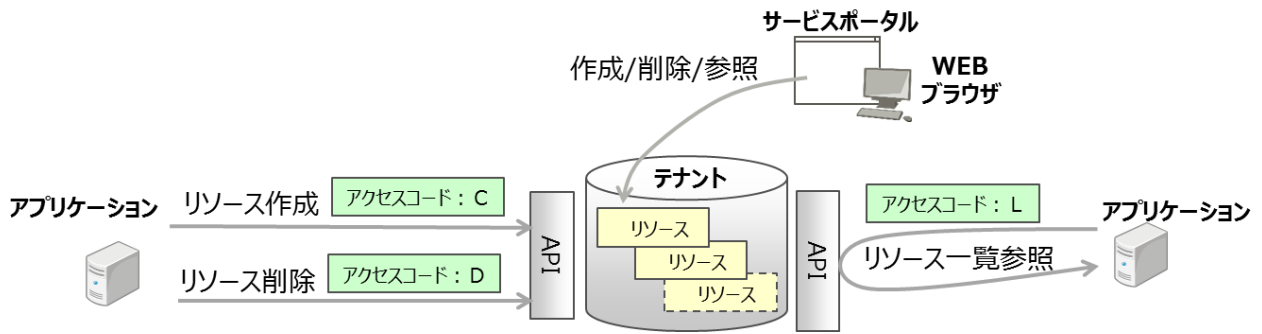 サービスポータル
作成/削除/参照
WEB
ブラウザ
テナント
アプリケーション
リソース作成
アクセスコード： C
リソース削除
アクセスコード： D
API
リソース
リソース
リソース
API
アクセスコード： L
リソース一覧参照
アプリケーション